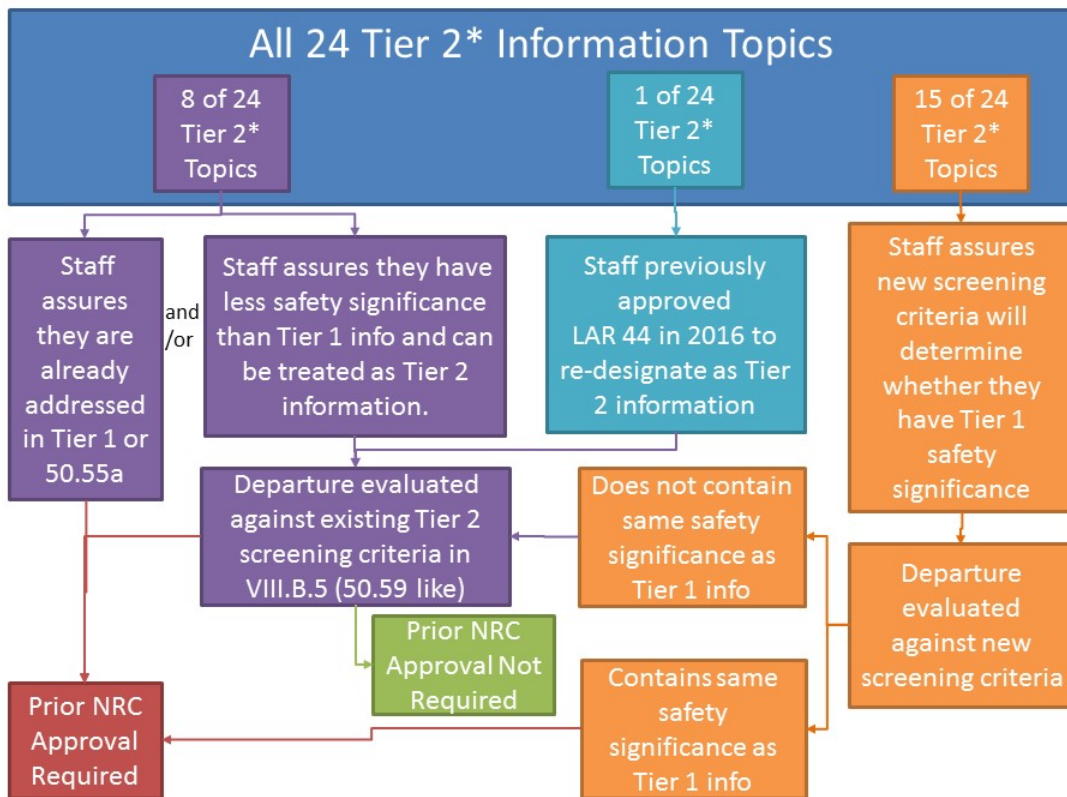 All 24 Tier 2* Information Topics
8 of 24
Tier 2*
Topics
1 of 24
Tier 2*
Topics
15 of 24
Tier 2*
Topics
Staff
assures
they are
already
addressed
in Tier 1 or
50.55a
and
/or
Staff assures they have
less safety significance
than Tier 1 info and can
be treated as Tier 2
information.
Staff previously
approved
LAR 44 in 2016 to
re-designate as Tier
2 information
Staff assures
new screening
criteria will
determine
whether they
have Tier 1
safety
significance
Departure evaluated
against existing Tier 2
screening criteria in
VIII.B.5 (50.59 like)
Does not contain
same safety
significance as
Tier 1 info
Departure
evaluated
against new
screening criteria
Prior NRC
Approval Not
Required
Contains same
safety
significance as
Tier 1 info
Prior NRC
Approval
Required